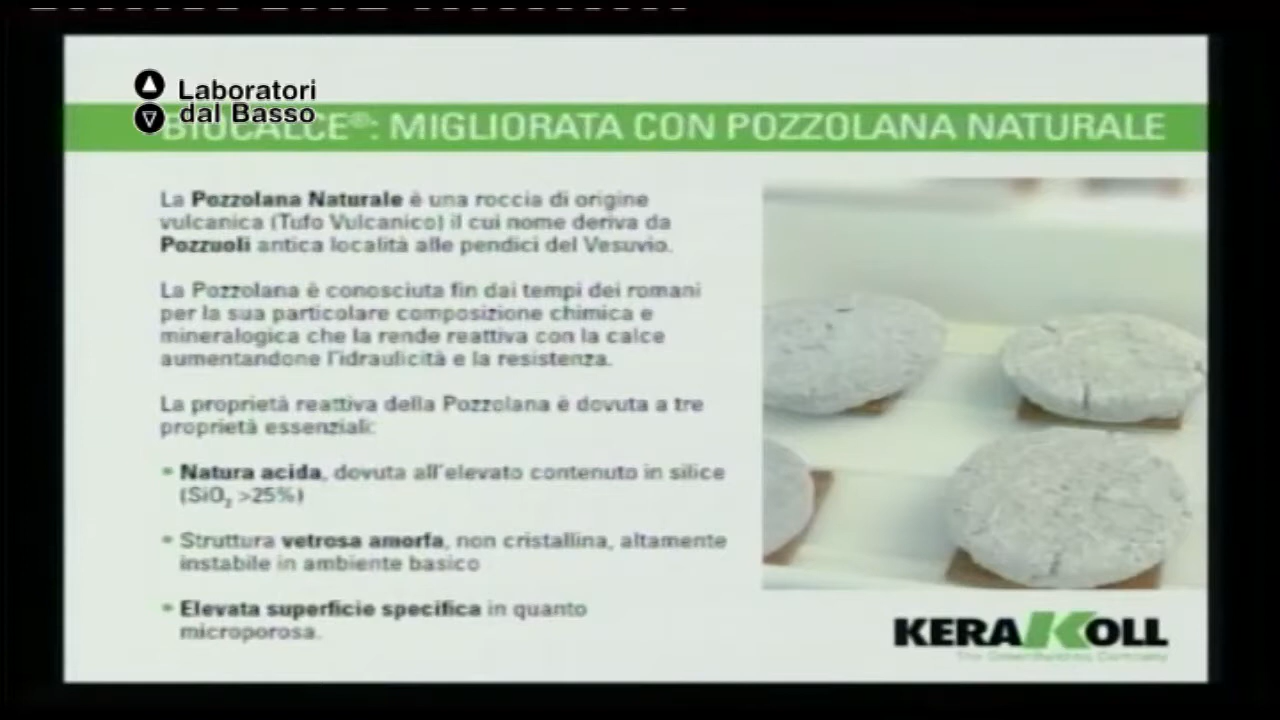 Laboratori
dal Basso
BIOCALCE®: MIGLIORATA CON POZZOLANA NATURALE
La Pozzolana Naturale è una roccia di origine
vulcanica (Tufo Vulcanico) il cui nome deriva da
Pozzuoli antica località alle pendici del Vesuvio.
La Pozzolana è conosciuta fin dai tempi dei romani
per la sua particolare composizione chimica e
mineralogica che la rende reattiva con la calce
aumentandone l'idraulicità e la resistenza.
La proprietà reattiva della Pozzolana è dovuta a tre
proprietà essenziali:
• Natura acida, dovuta all'elevato contenuto in silice
(SiO₂ >25%)
• Struttura vetrosa amorfa, non cristallina, altamente
instabile in ambiente basico
• Elevata superficie specifica in quanto
microporosa.
KERAKOLL
The GreenBuilding Company